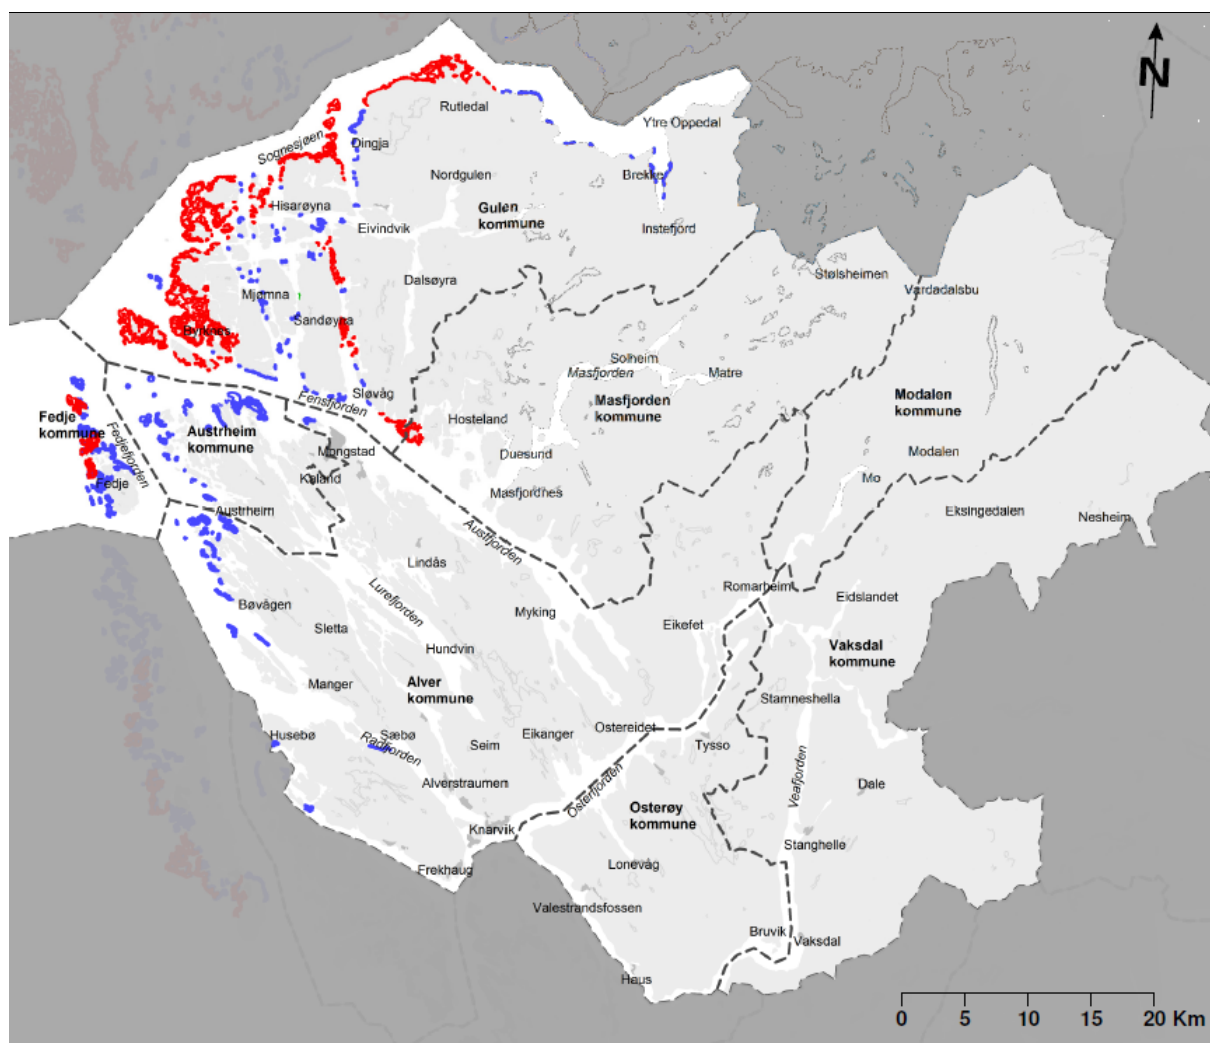 N
Rutledal
Ytre Oppedal
Dingja
Sognesjøen
Nordgulen
Brekke
Hisarøyna
Gulen
kommune
Eivindvik
Instefjord
Stølsheimen
Dalsøyra
Vardadalsbu
Mjømna
Sandøyna
Byrknes
Solheim
Masfjorden
Matre
Sløvåg
Fensfjorden
Masfjorden
kommune
Modalen
kommune
Fedje
kommune
Hosteland
Austrheim
kommune
Fedjefjorden
Mongstad
Duesund
Modalen
Kaland
Mo
Fedje
Masfjordnes
Austrheim
Eksingedalen
Nesheim
Austfjorden
Lindås
Romarheim
Lurefjorden
Eidslandet
Bøvågen
Myking
Sletta
Eikefet
Hundvin
Vaksdal
kommune
Manger
Alver
kommune
Stamneshella
Ostereidet
Husebø
Sæbø
Radfjorden
Eikanger
Seim
Tysso
Veafjorden
Alverstraumen
Osterfjorden
Dale
Osterøy
kommune
Knarvik
Stanghelle
Frekhaug
Lonevåg
Valestrandsfossen
Bruvik
Vaksdal
Haus
0 5 10 15 20 Km